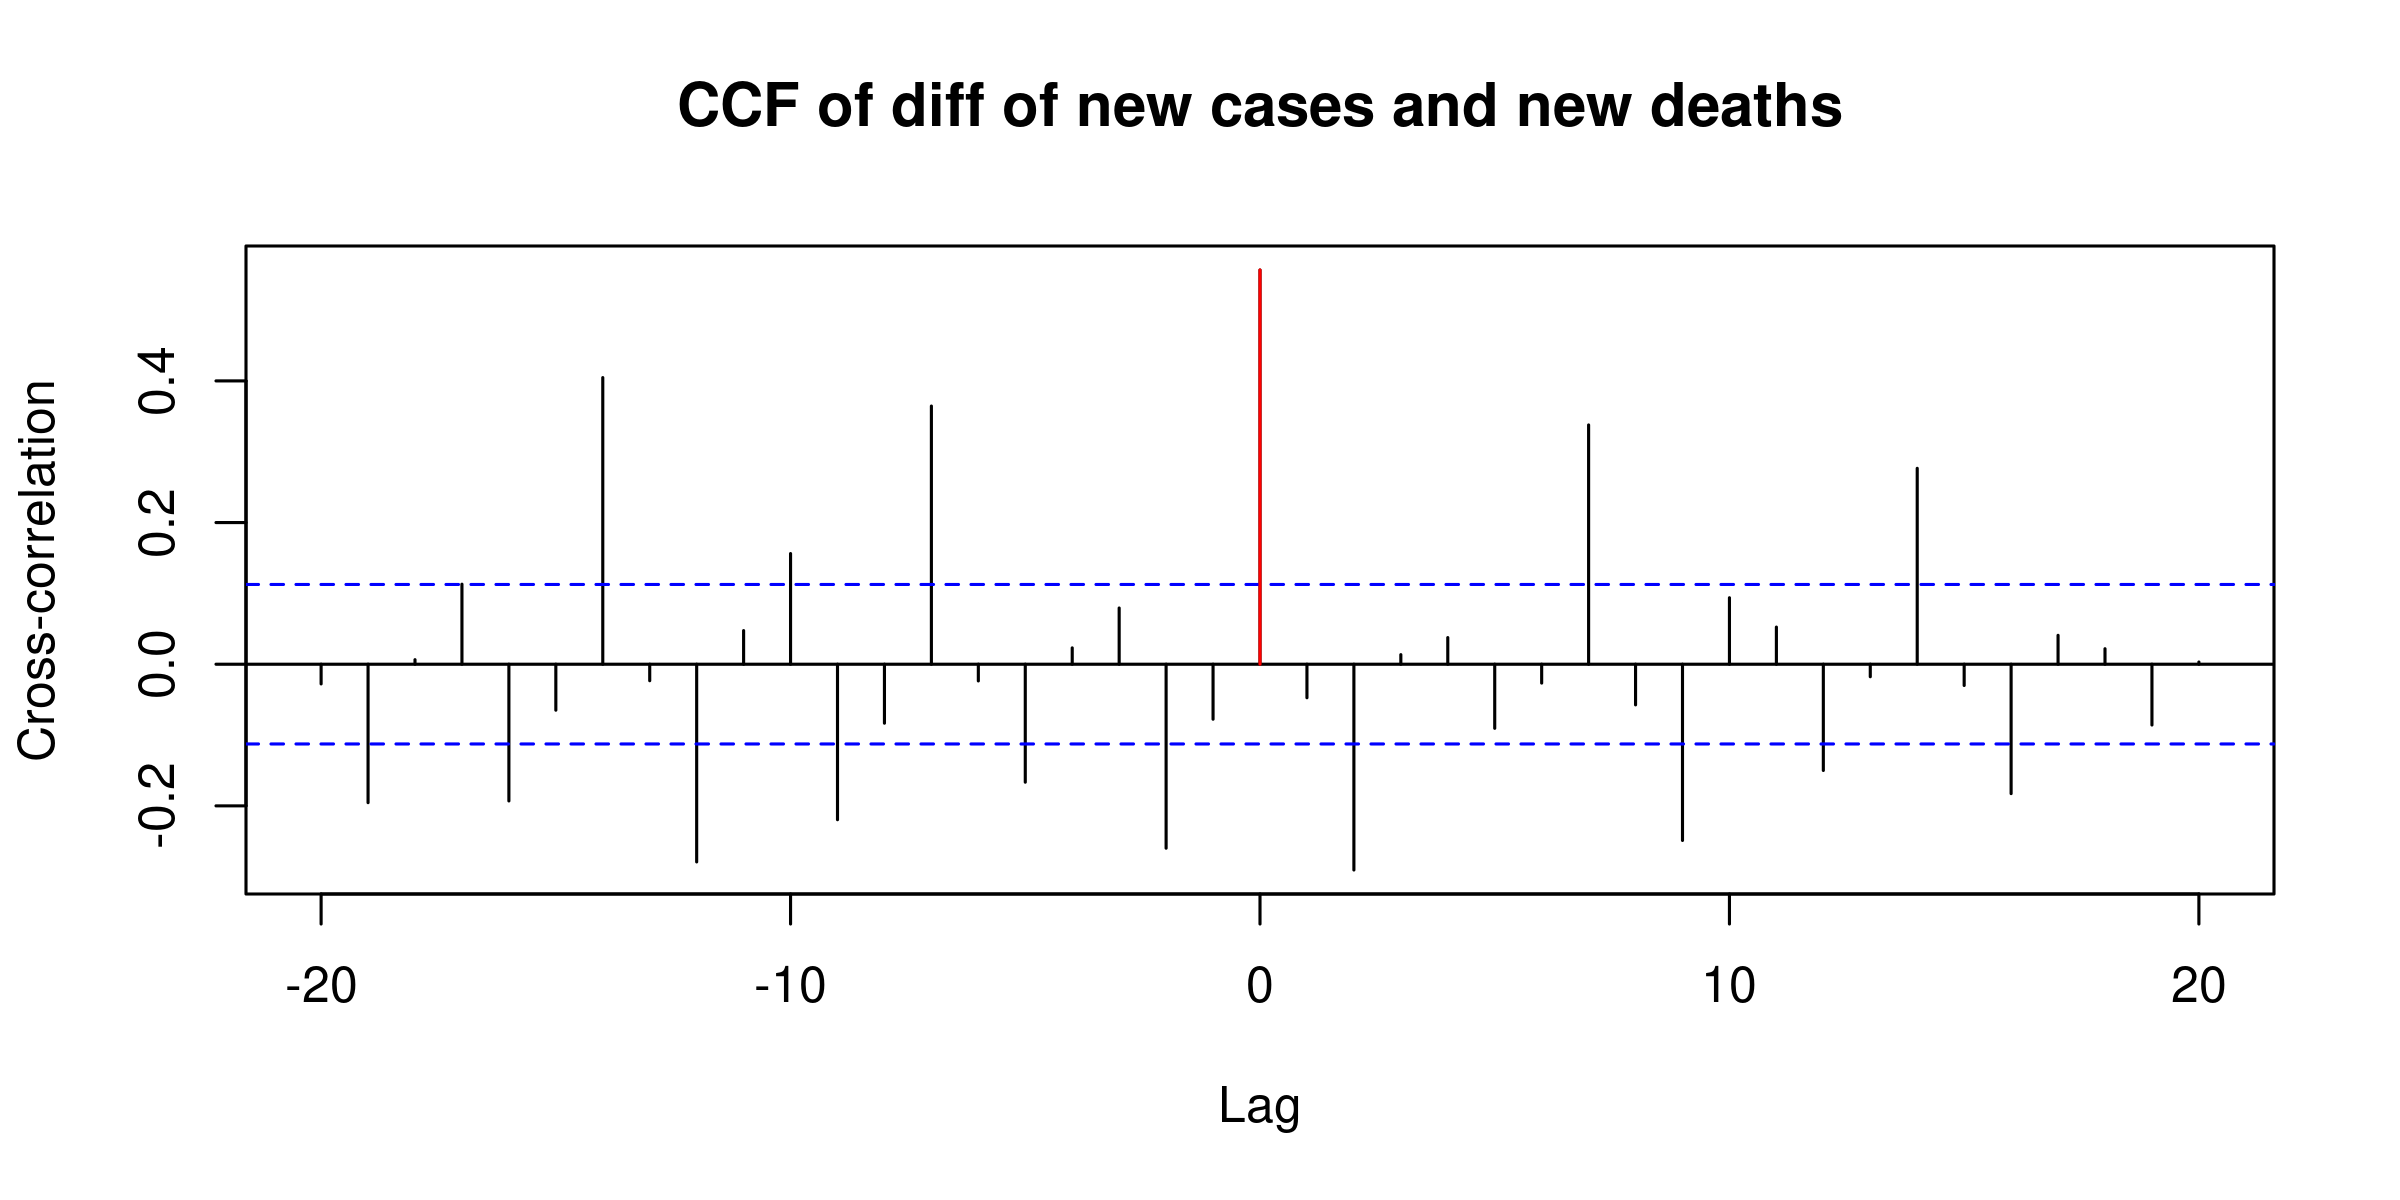 CCF of diff of new cases and new deaths
Cross-correlation
0.4
0.2
0.0
-0.2
-20 -10 0 10 20
Lag